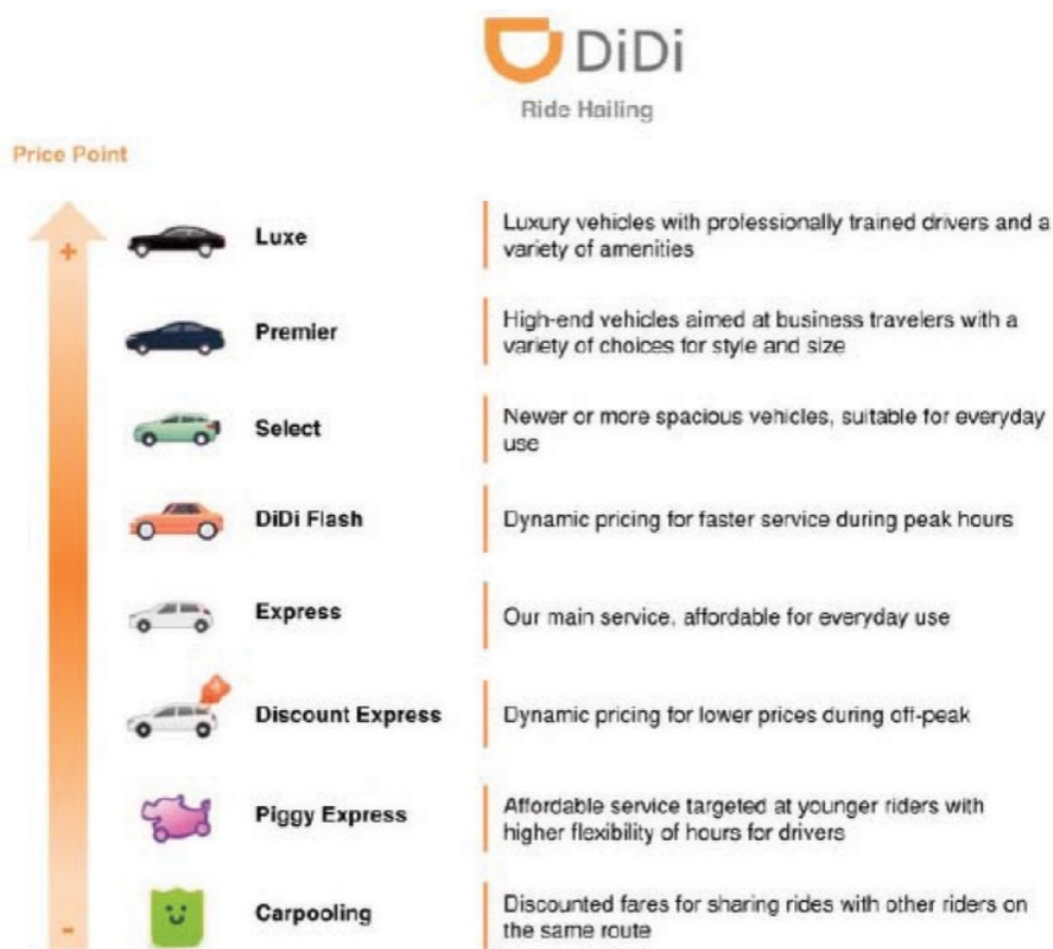 DiDi
Ride Hailing
Price Point
+
Luxe
Luxury vehicles with professionally trained drivers and a
variety of amenities
Premier
High-end vehicles aimed at business travelers with a
variety of choices for style and size
Select
Newer or more spacious vehicles, suitable for everyday
use
DiDi Flash
Dynamic pricing for faster service during peak hours
Express
Our main service, affordable for everyday use
Discount Express
Dynamic pricing for lower prices during off-peak
Piggy Express
Affordable service targeted at younger riders with
higher flexibility of hours for drivers
Carpooling
Discounted fares for sharing rides with other riders on
the same route
-